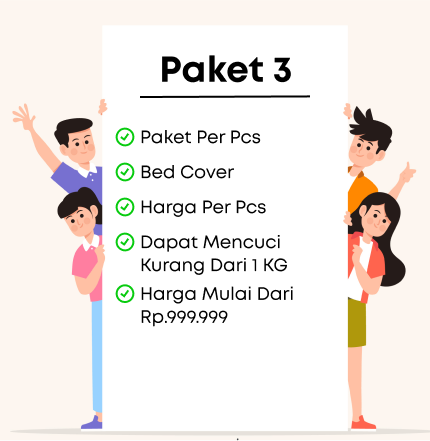 Paket 3
Paket Per Pcs
Bed Cover
Harga Per Pcs
Dapat Mencuci
Kurang Dari 1 KG
Harga Mulai Dari
Rp.999.999